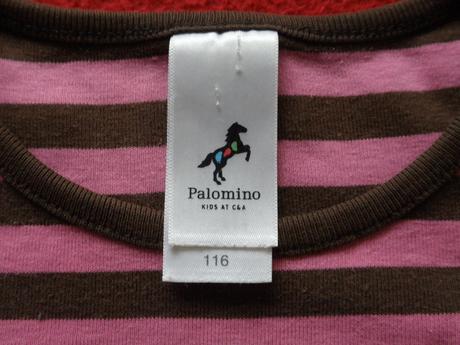 Palomino
KIDS AT C&A
116